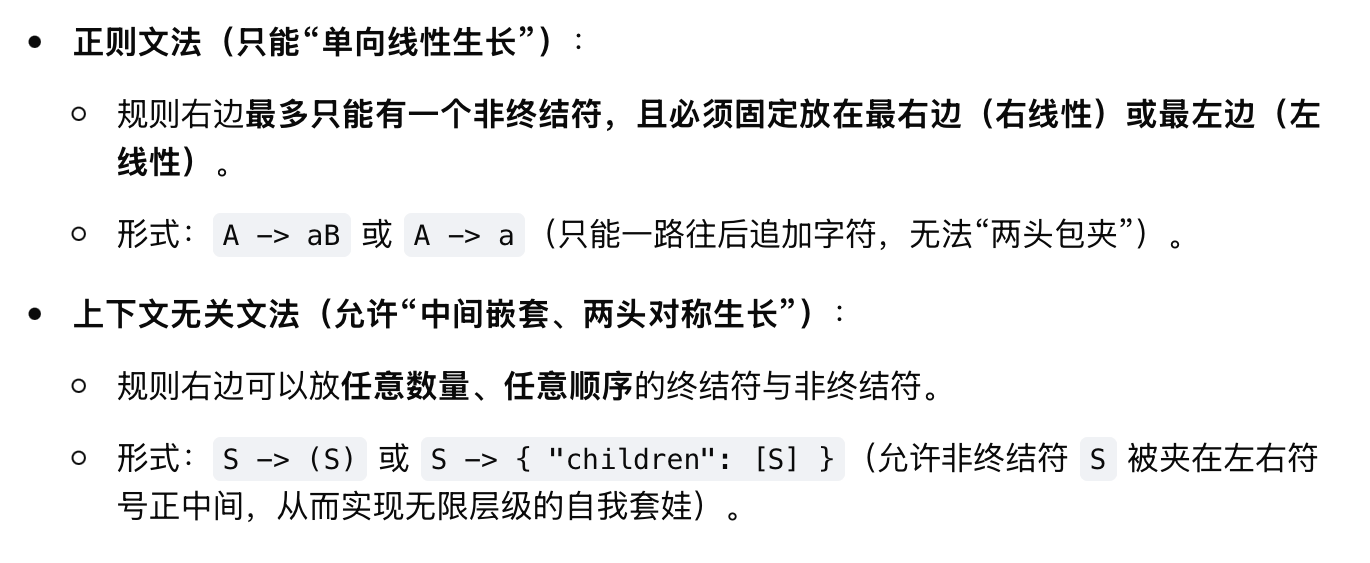 • 正则文法（只能“单向线性生长”）:
○ 规则右边最多只能有一个非终结符，且必须固定放在最右边（右线性）或最左边（左
线性）。
○ 形式： A -> aB 或 A -> a （只能一路往后追加字符，无法“两头包夹”）。
• 上下文无关文法（允许“中间嵌套、两头对称生长”）:
○ 规则右边可以放任意数量、任意顺序的终结符与非终结符。
○ 形式： S -> (S) 或 S -> { "children": [S] } （允许非终结符 S 被夹在左右符
号正中间，从而实现无限层级的自我套娃）。